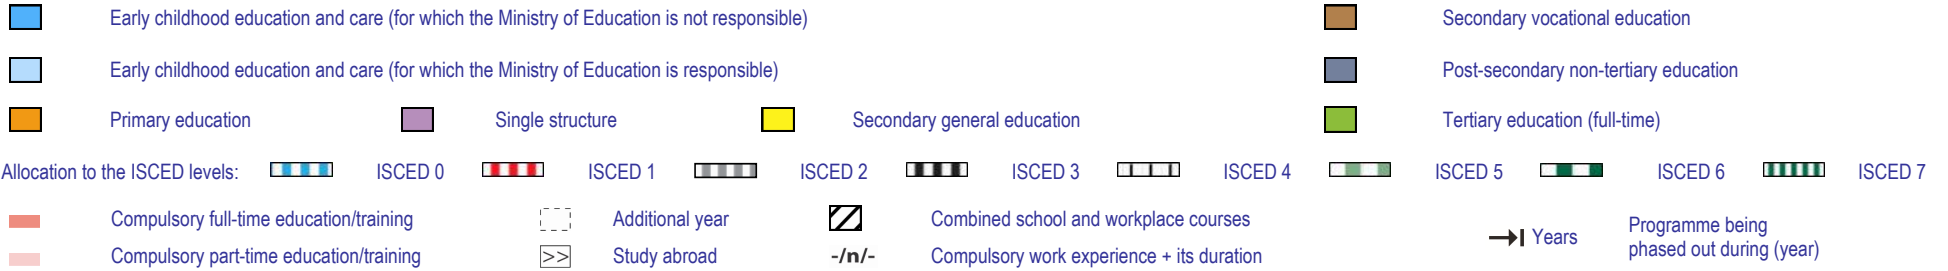 Early childhood education and care (for which the Ministry of Education is not responsible)
Secondary vocational education
Early childhood education and care (for which the Ministry of Education is responsible)
Post-secondary non-tertiary education
Primary education
Single structure
Secondary general education
Tertiary education (full-time)
Allocation to the ISCED levels:
ISCED 0
ISCED 1
ISCED 2
ISCED 3
ISCED 4
ISCED 5
ISCED 6
ISCED 7
Compulsory full-time education/training
Additional year
Combined school and workplace courses
Years
Programme being
phased out during (year)
Compulsory part-time education/training
>>
Study abroad
-/n/-
Compulsory work experience + its duration